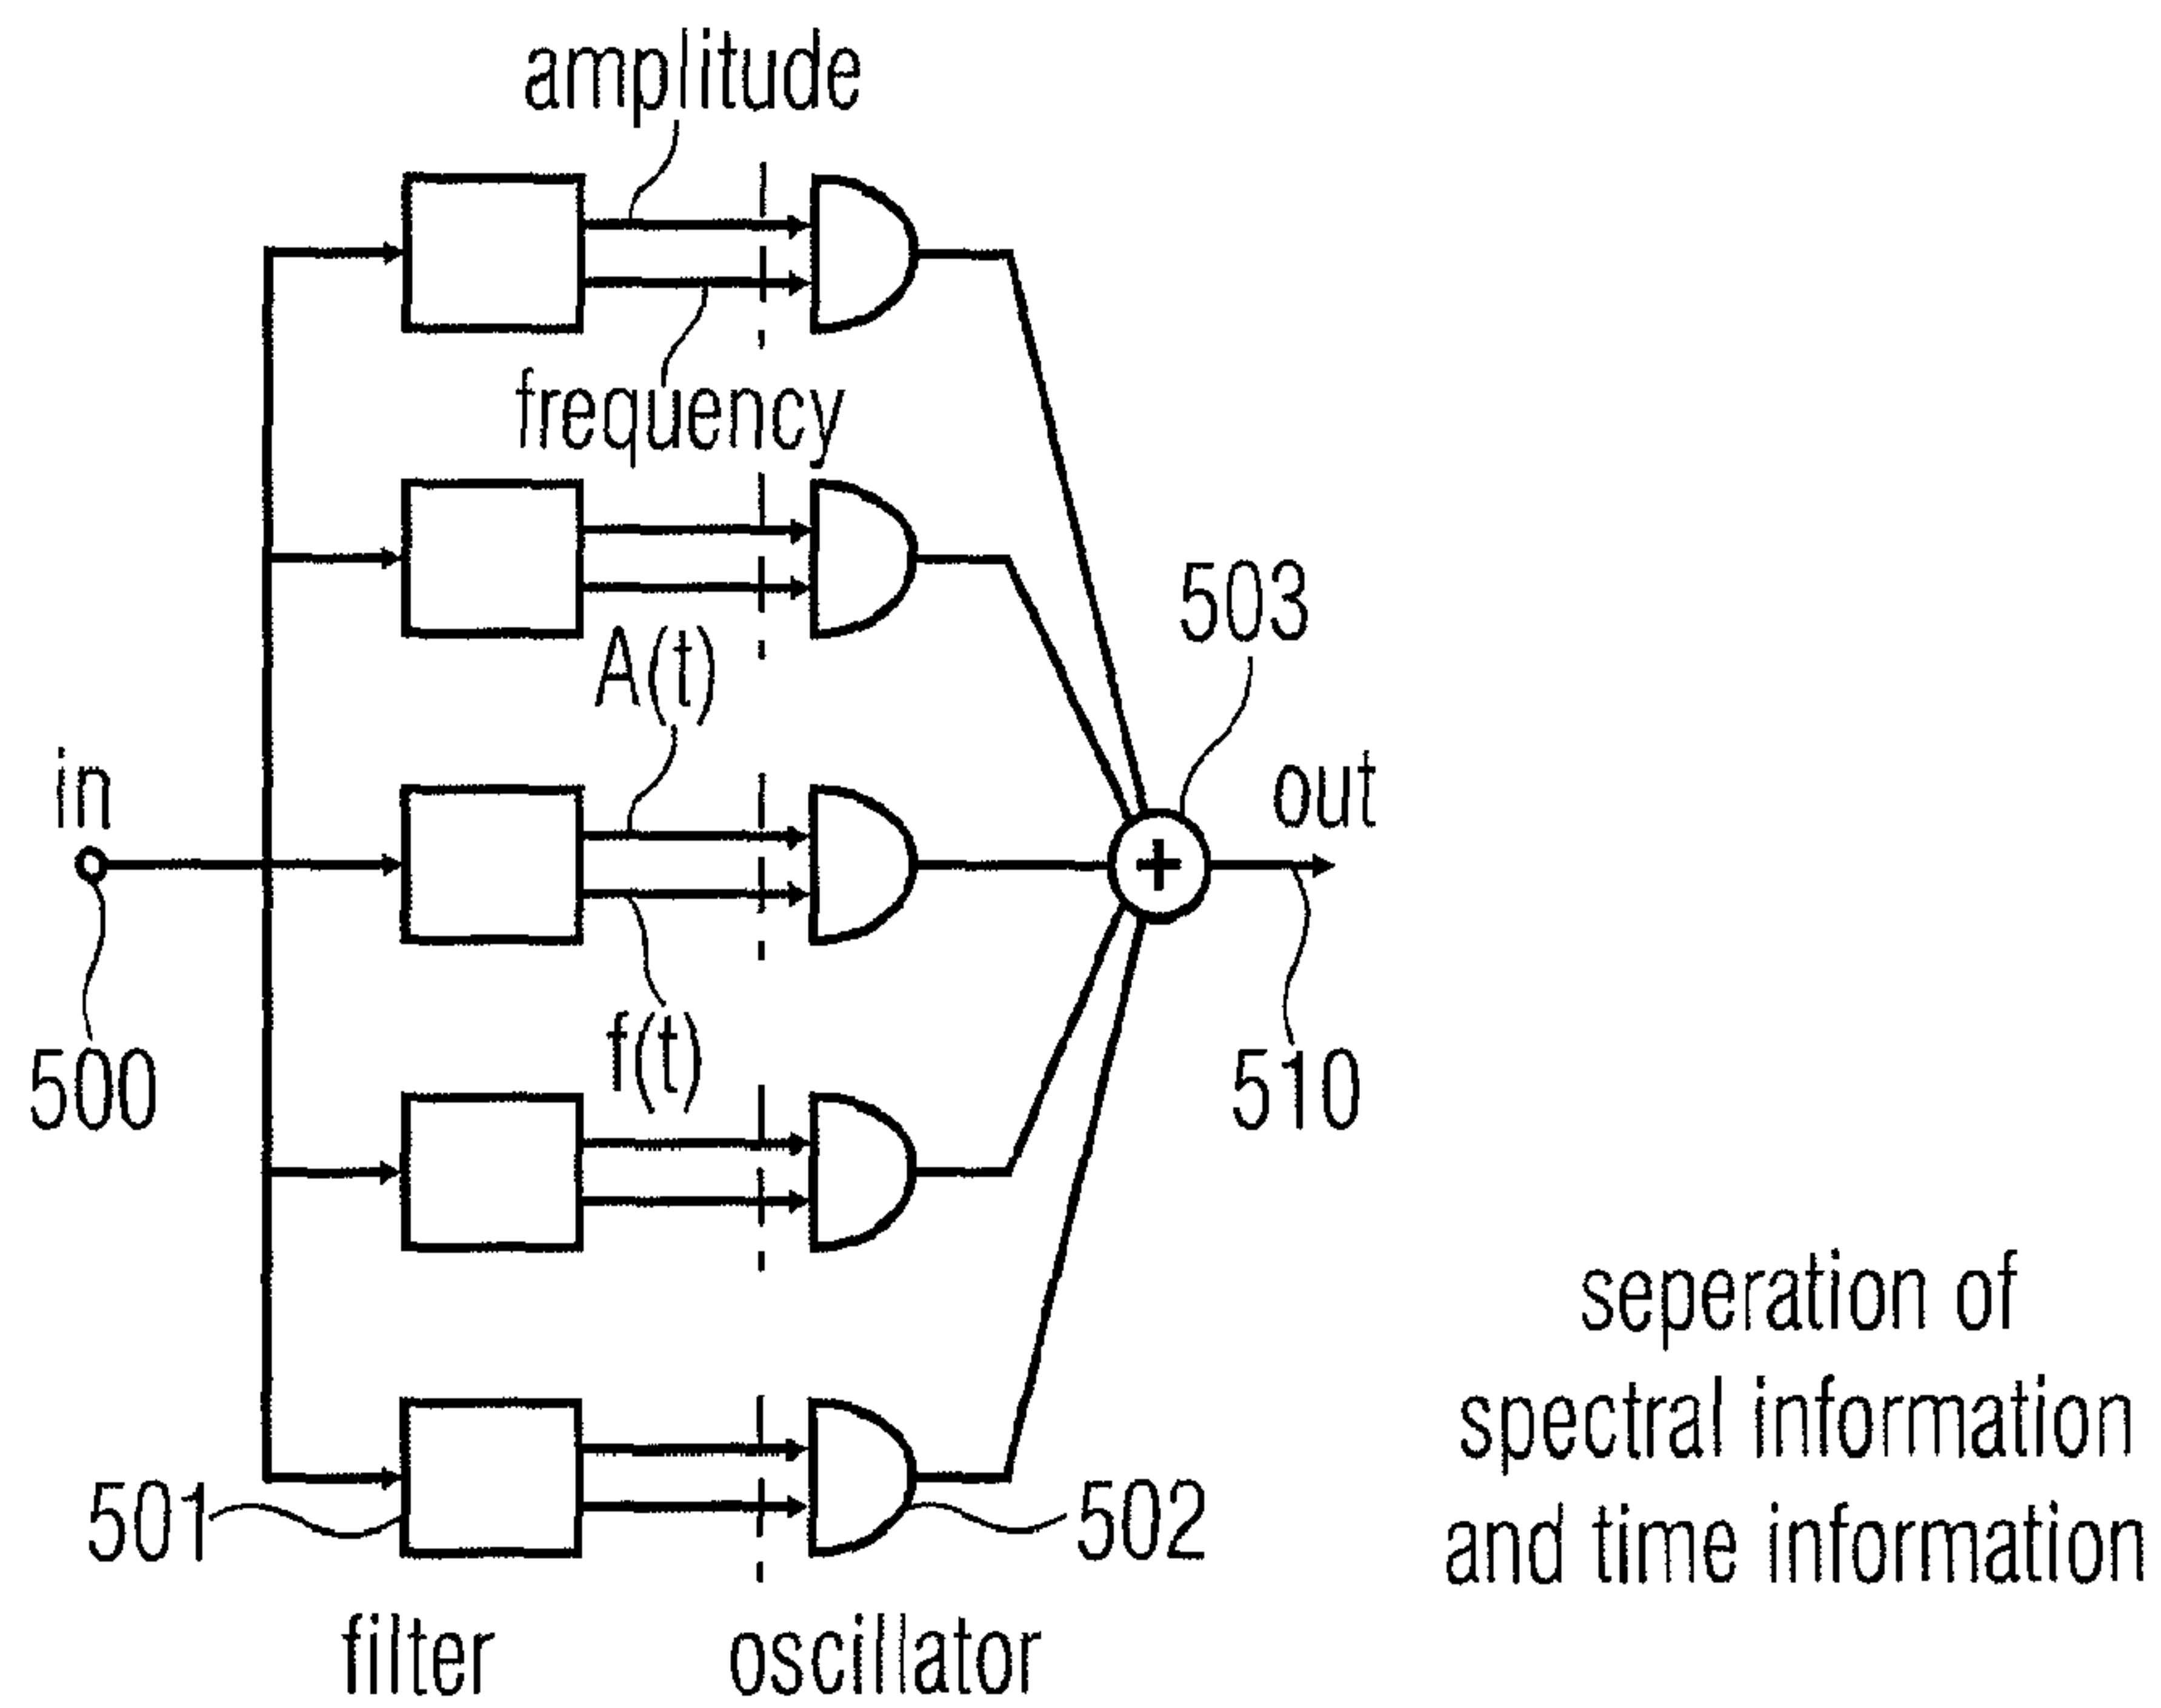 amplitude
frequency
503
A(t)
in
out
+
f(t)
500
510
seperation of
spectral information
and time information
501
502
filter
oscillator